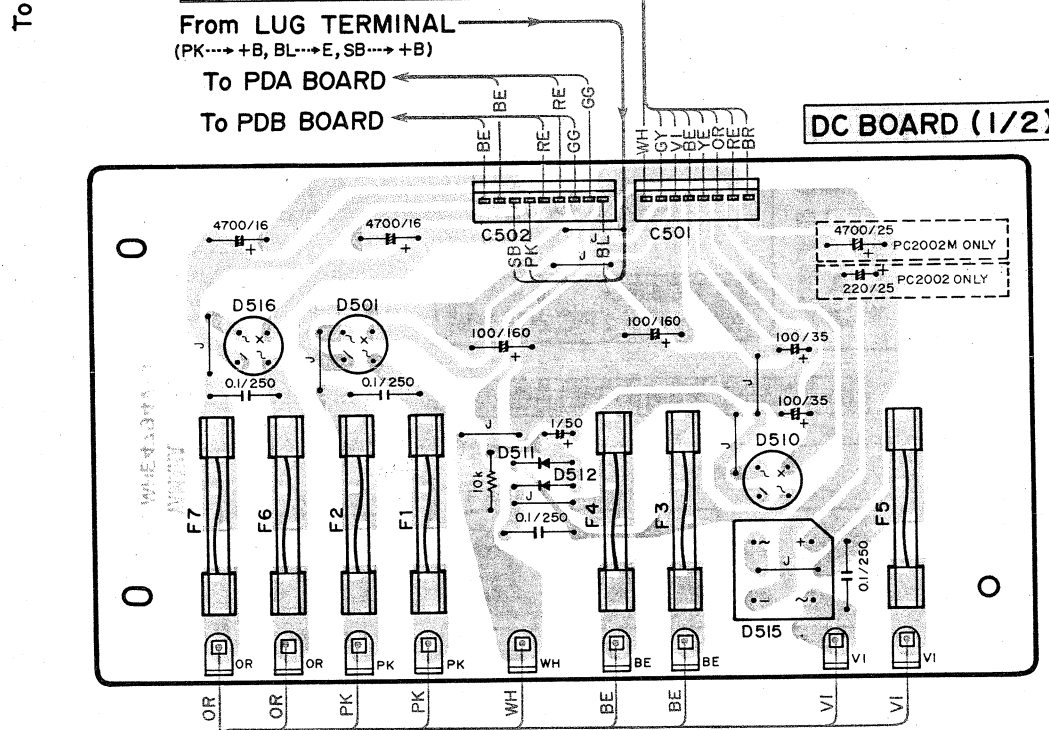 To
From LUG TERMINAL
(PK→+B, BL→E, SB→+B)
To PDA BOARD
BE RE GG
To PDB BOARD
BE RE GG
WH GY VI BE YE OR RE BR
DC BOARD (1/2)
C502 C501
SB PK J J BL
4700/16 4700/16
4700/25 PC2002M ONLY
220/25 PC2002 ONLY
D516 D501
100/160 100/160 100/35
J J J
0.1/250 0.1/250
100/35
J 1/50 J
D511 D512 D510
10k
J
0.1/250
F7 F6 F2 F1 F4 F3 F5
J 0.1/250
D515
OR OR PK PK WH BE BE VI VI
OR OR PK PK WH BE BE VI VI